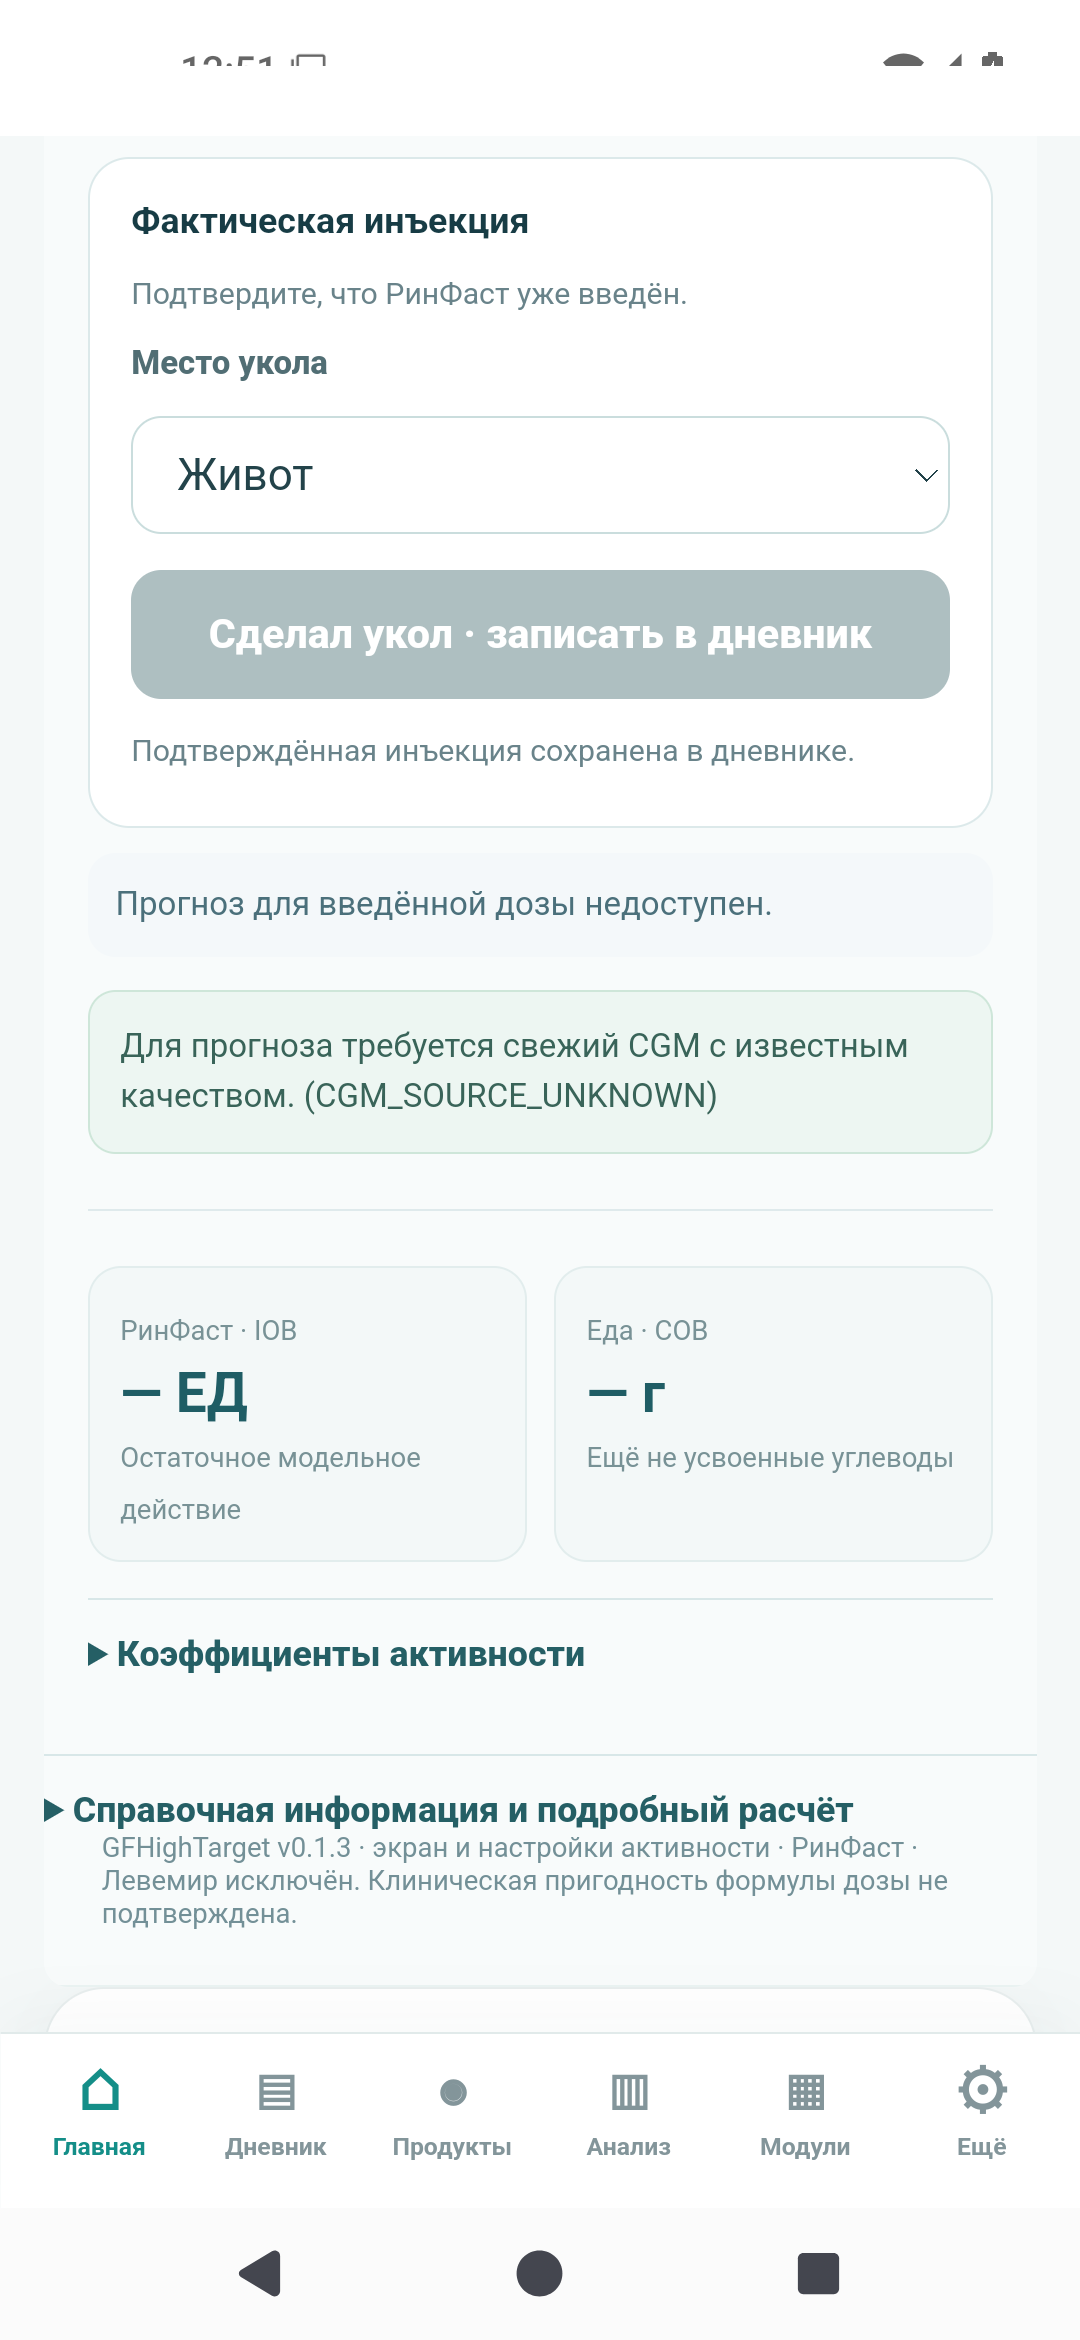 Фактическая инъекция
Подтвердите, что РинФаст уже введён.
Место укола
Живот
Сделал укол · записать в дневник
Подтверждённая инъекция сохранена в дневнике.
Прогноз для введённой дозы недоступен.
Для прогноза требуется свежий CGM с известным
качеством. (CGM_SOURCE_UNKNOWN)
РинФаст · IOB
— ЕД
Остаточное модельное
действие
Еда · COB
— г
Ещё не усвоенные углеводы
Коэффициенты активности
Справочная информация и подробный расчёт
GFHighTarget v0.1.3 · экран и настройки активности · РинФаст ·
Левемир исключён. Клиническая пригодность формулы дозы не
подтверждена.
Главная
Дневник
Продукты
Анализ
Модули
Ещё